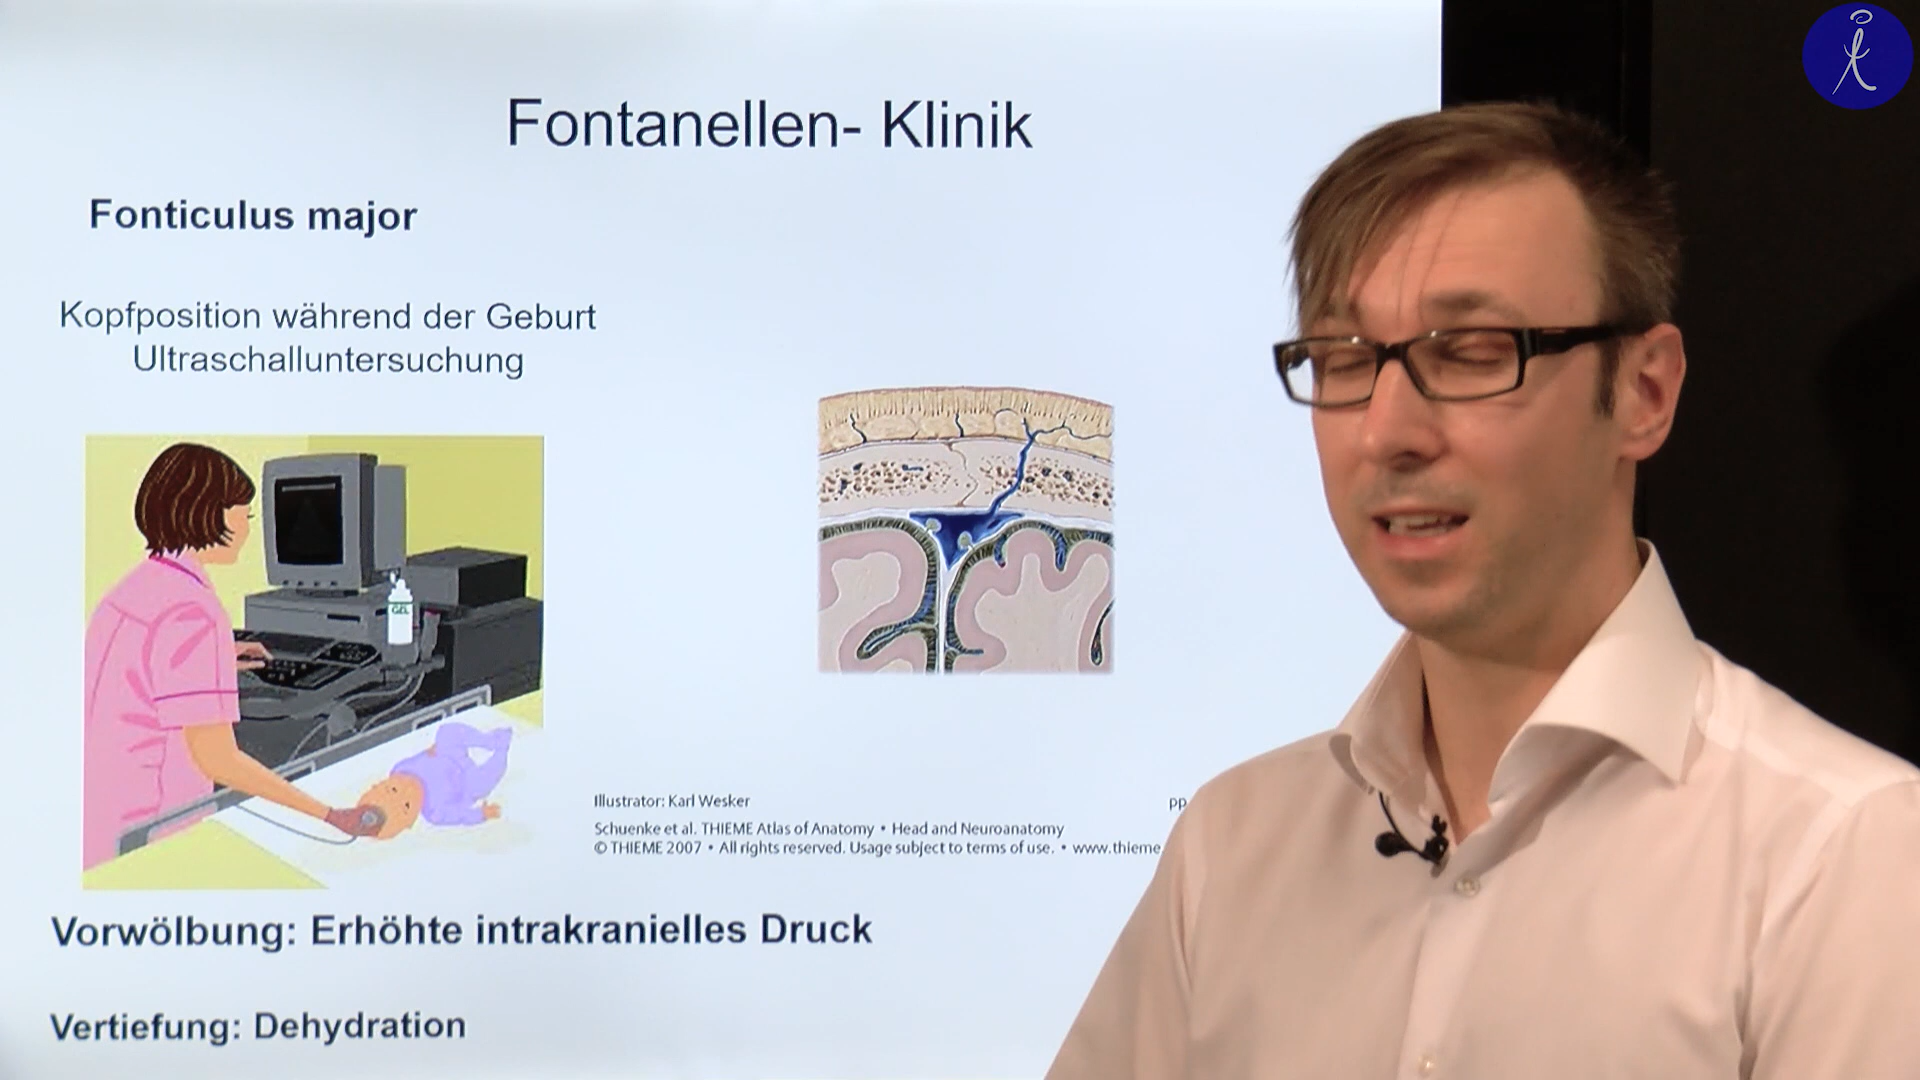 Fontanellen- Klinik
Fonticulus major
Kopfposition während der Geburt
Ultraschalluntersuchung
GEL
Illustrator: Karl Wesker
pp
Schuenke et al. THIEME Atlas of Anatomy • Head and Neuroanatomy
© THIEME 2007 • All rights reserved. Usage subject to terms of use. • www.thieme
Vorwölbung: Erhöhte intrakranielles Druck
Vertiefung: Dehydration